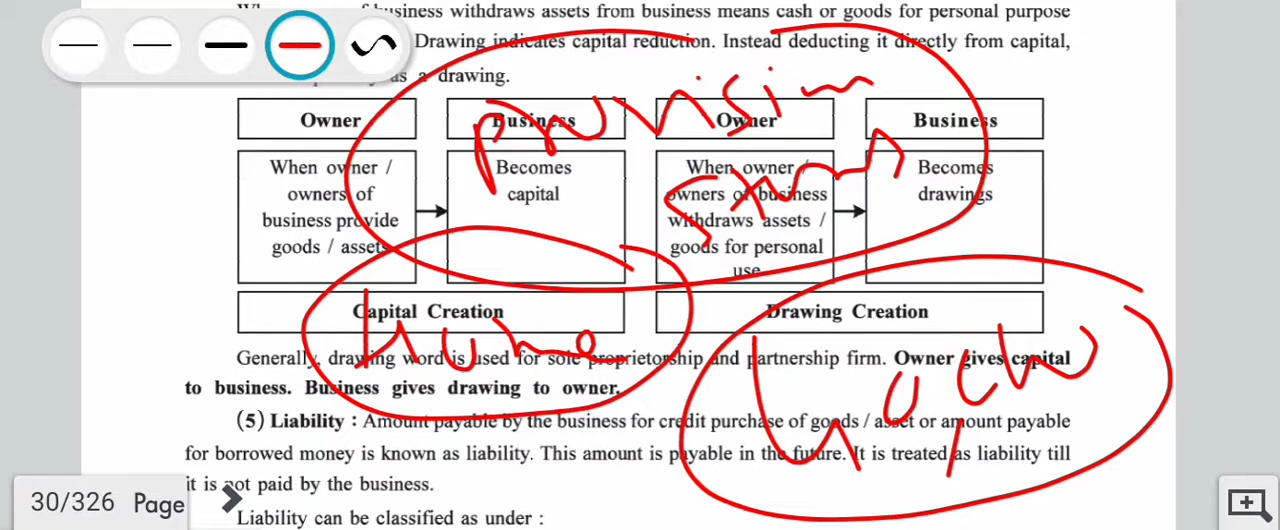 of business withdraws assets from business means cash or goods for personal purpose
Drawing indicates capital reduction. Instead deducting it directly from capital,
as a drawing.
Owner Business Owner Business
When owner /
owners of
business provide
goods / assets
Becomes
capital
When owner /
owners of business
withdraws assets /
goods for personal
use
Becomes
drawings
Capital Creation Drawing Creation
home
Generally, drawing word is used for sole proprietorship and partnership firm. Owner gives capital
to business. Business gives drawing to owner.
(5) Liability : Amount payable by the business for credit purchase of goods / asset or amount payable
for borrowed money is known as liability. This amount is payable in the future. It is treated as liability till
it is not paid by the business.
30/326 Page
Liability can be classified as under :